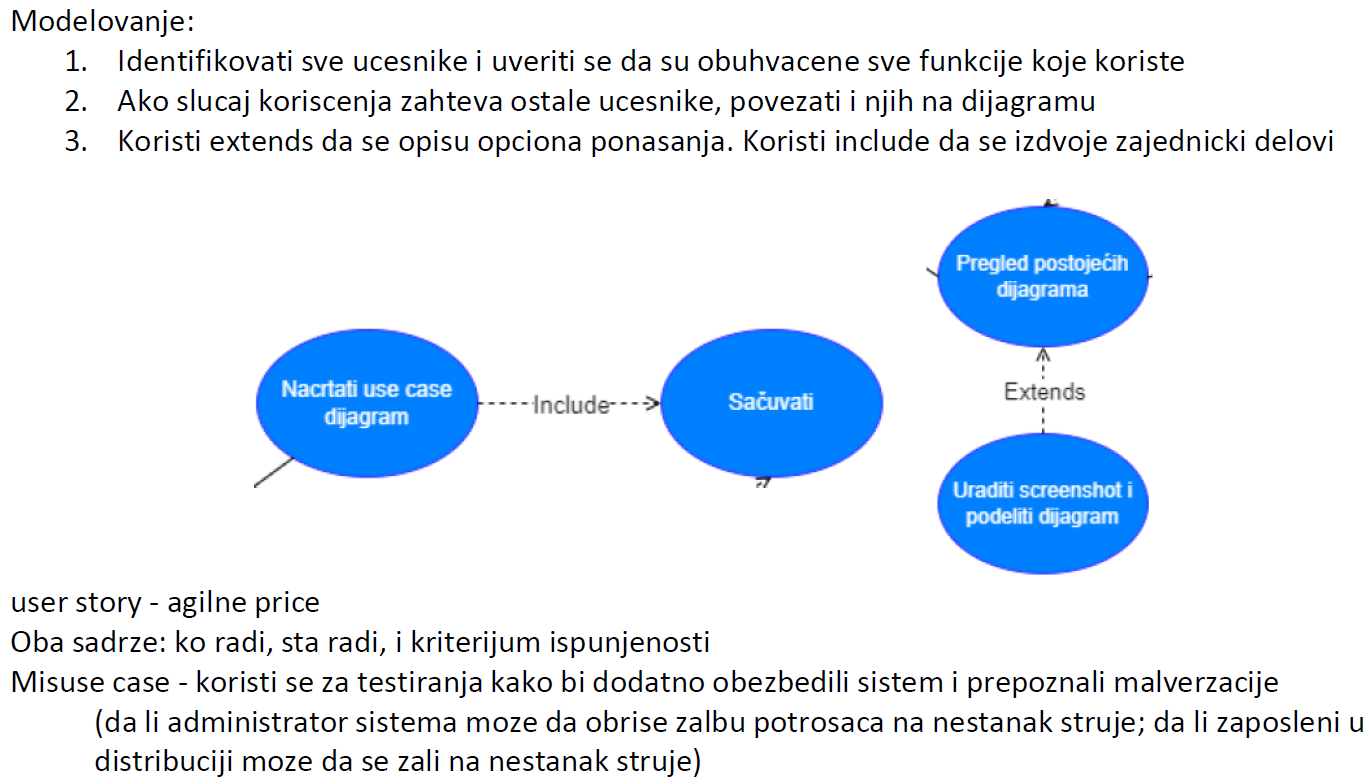 Modelovanje:
1. Identifikovati sve ucesnike i uveriti se da su obuhvacene sve funkcije koje koriste
2. Ako slucaj koriscenja zahteva ostale ucesnike, povezati i njih na dijagramu
3. Koristi extends da se opisu opciona ponasanja. Koristi include da se izdvoje zajednicki delovi
Pregled postojećih
dijagrama
Nacrtati use case
dijagram
Include
Sačuvati
Extends
Uraditi screenshot i
podeliti dijagram
user story - agilne price
Oba sadrze: ko radi, sta radi, i kriterijum ispunjenosti
Misuse case - koristi se za testiranja kako bi dodatno obezbedili sistem i prepoznali malverzacije
(da li administrator sistema moze da obrise zalbu potrosaca na nestanak struje; da li zaposleni u
distribuciji moze da se zali na nestanak struje)